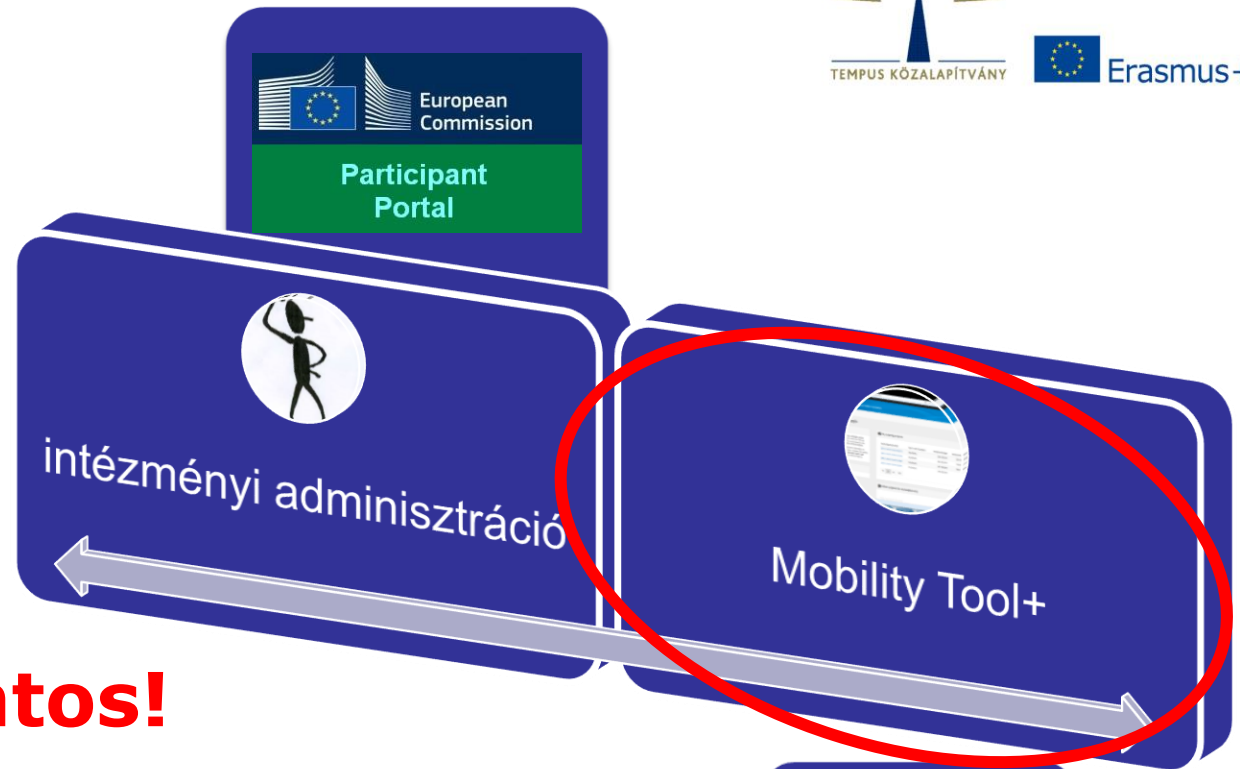 TEMPUS KÖZALAPÍTVÁNY
Erasmus+
European
Commission
Participant
Portal
intézményi adminisztráció
Mobility Tool+
ntos!